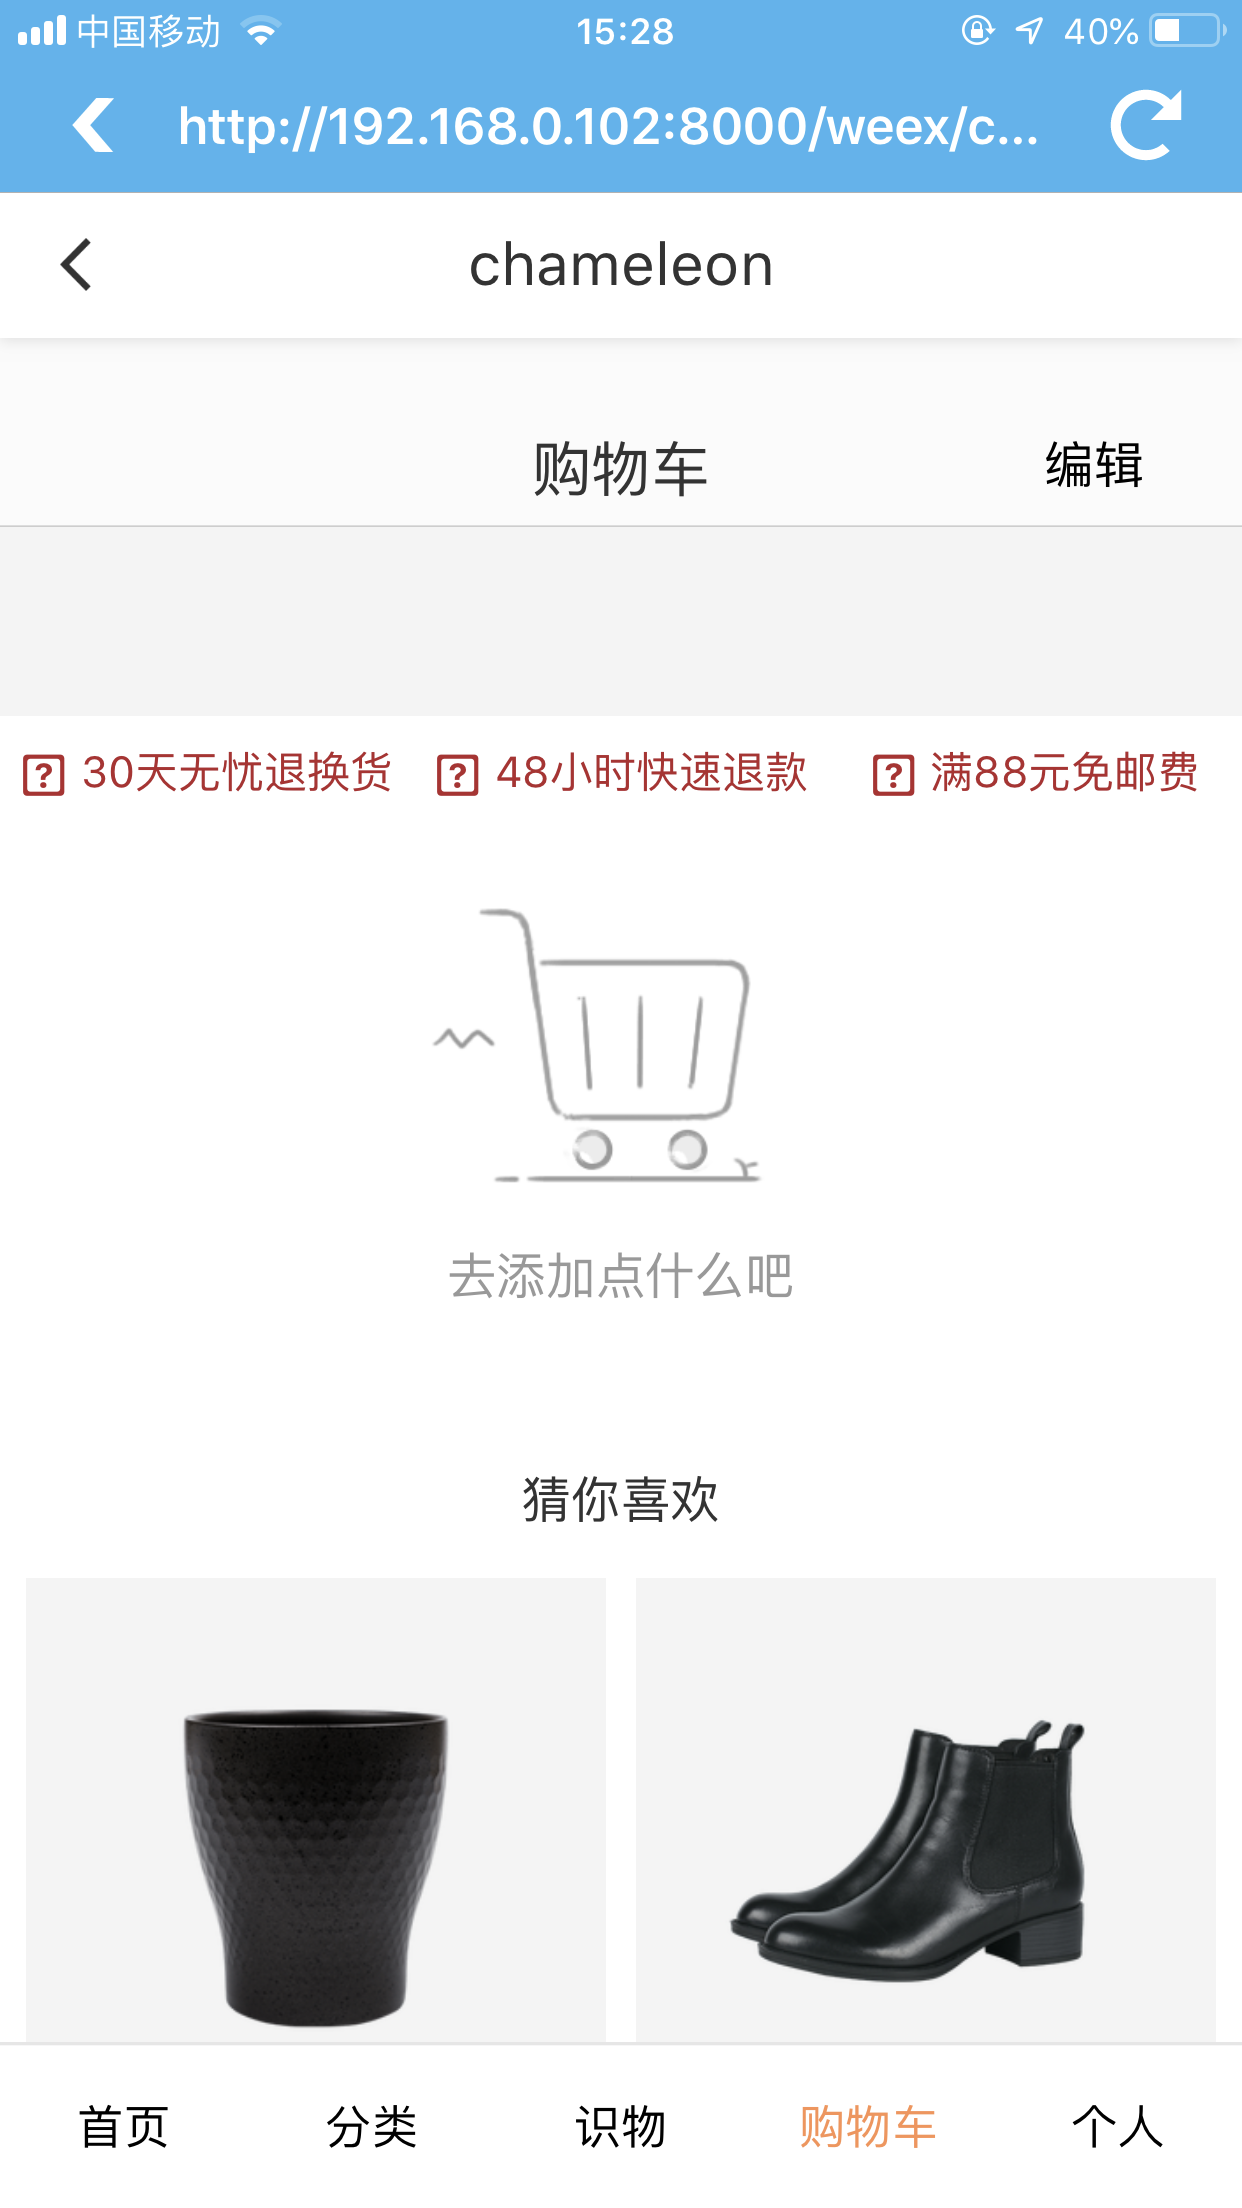 中国移动 15:28 40%
http://192.168.0.102:8000/weex/c...
chameleon
购物车 编辑
? 30天无忧退换货 ? 48小时快速退款 ? 满88元免邮费
去添加点什么吧
猜你喜欢
首页 分类 识物 购物车 个人